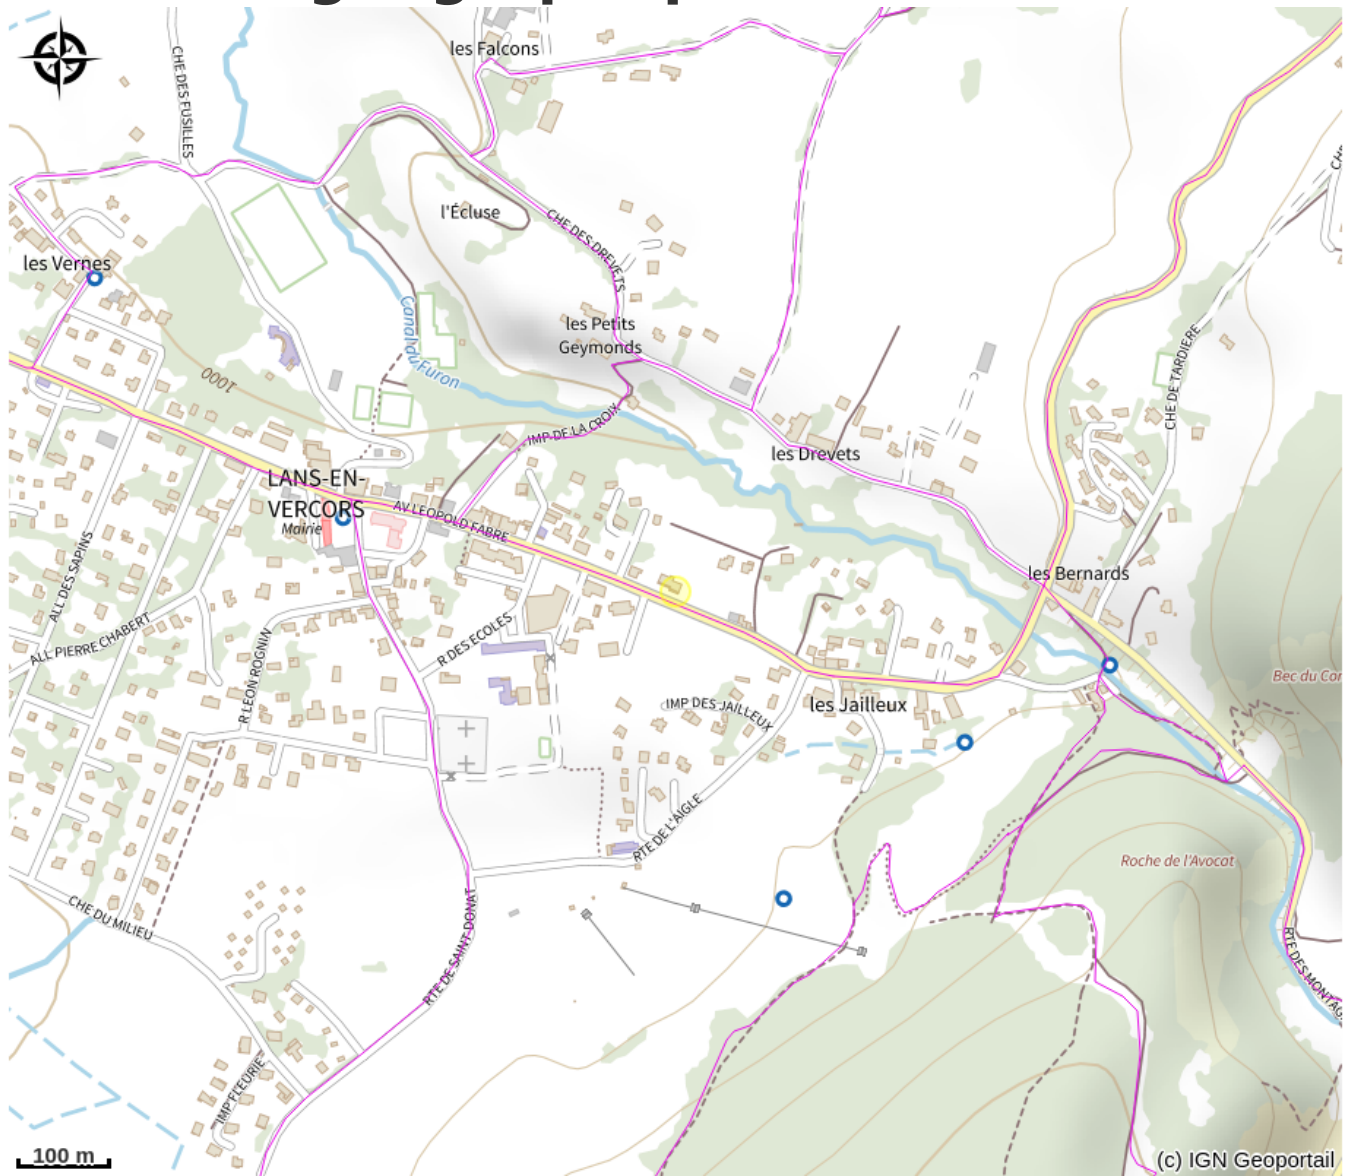 les Falcons
CHE DES FUSILLES
l'Écluse
CHE DES DREVETS
les Vernes
les Petits
Geymonds
Canal du Furon
1000
CHE DE TARDIERE
IMP DE LA CROIX
les Drevets
LANS-EN-
VERCORS
Mairie
AV LEOPOLD FABRE
les Bernards
ALL DES SAPINS
ALL PIERRE CHABERT
R LEON ROGNIN
R DES ECOLES
Bec du Cor
IMP DES JAILLEUX
les Jailleux
RTE DE L'AIGLE
Roche de l'Avocat
CHE DU MILIEU
RTE DE SAINT-DONAT
RTE DES MONTAG
IMP FLEURIE
100 m
(c) IGN Geoportail